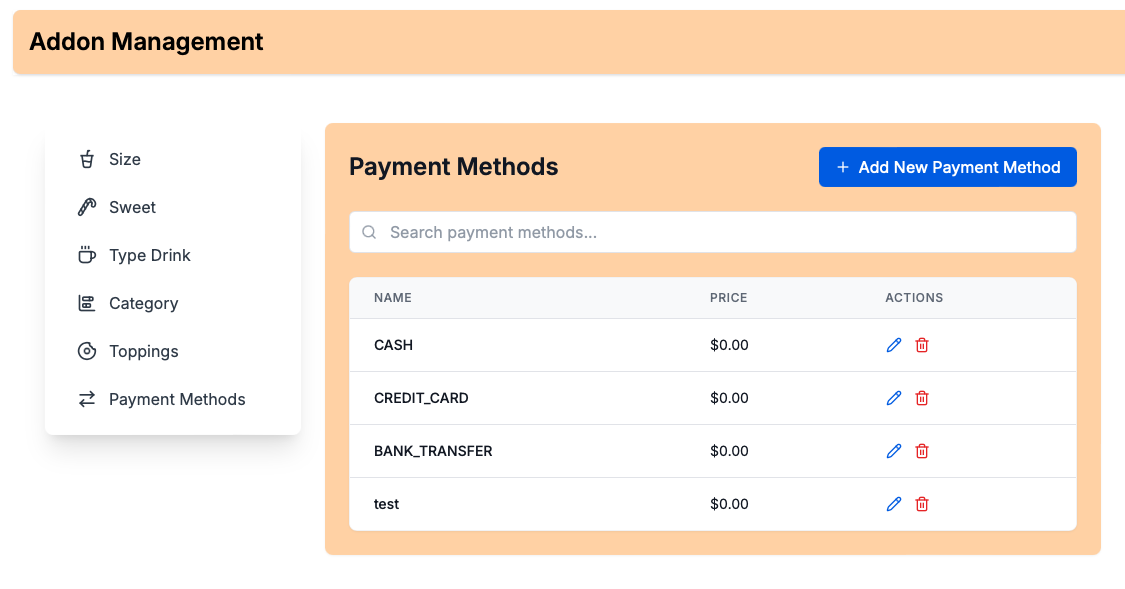 Addon Management
Size
Sweet
Type Drink
Category
Toppings
Payment Methods
Payment Methods
+ Add New Payment Method
Search payment methods...
NAME PRICE ACTIONS
CASH $0.00
CREDIT_CARD $0.00
BANK_TRANSFER $0.00
test $0.00